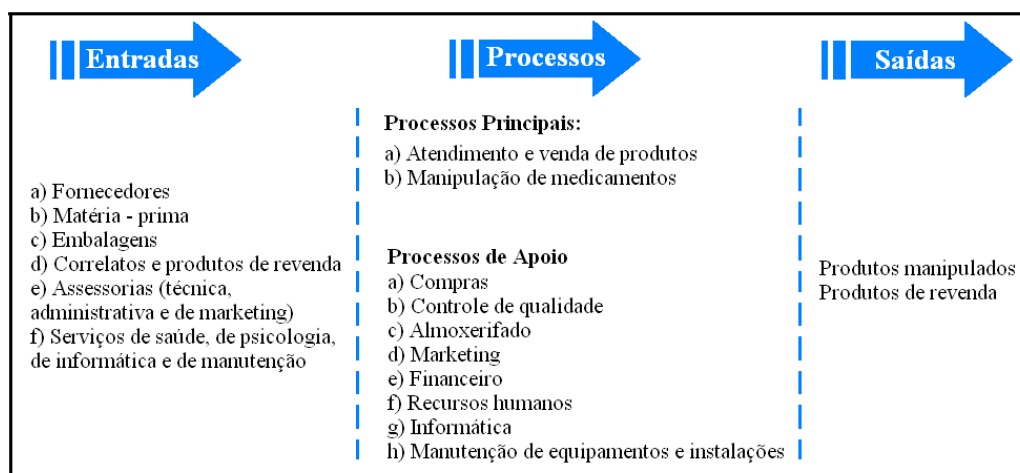 Entradas
Processos
Saídas
a) Fornecedores
b) Matéria - prima
c) Embalagens
d) Correlatos e produtos de revenda
e) Assessorias (técnica,
administrativa e de marketing)
f) Serviços de saúde, de psicologia,
de informática e de manutenção
Processos Principais:
a) Atendimento e venda de produtos
b) Manipulação de medicamentos
Processos de Apoio
a) Compras
b) Controle de qualidade
c) Almoxerifado
d) Marketing
e) Financeiro
f) Recursos humanos
g) Informática
h) Manutenção de equipamentos e instalações
Produtos manipulados
Produtos de revenda